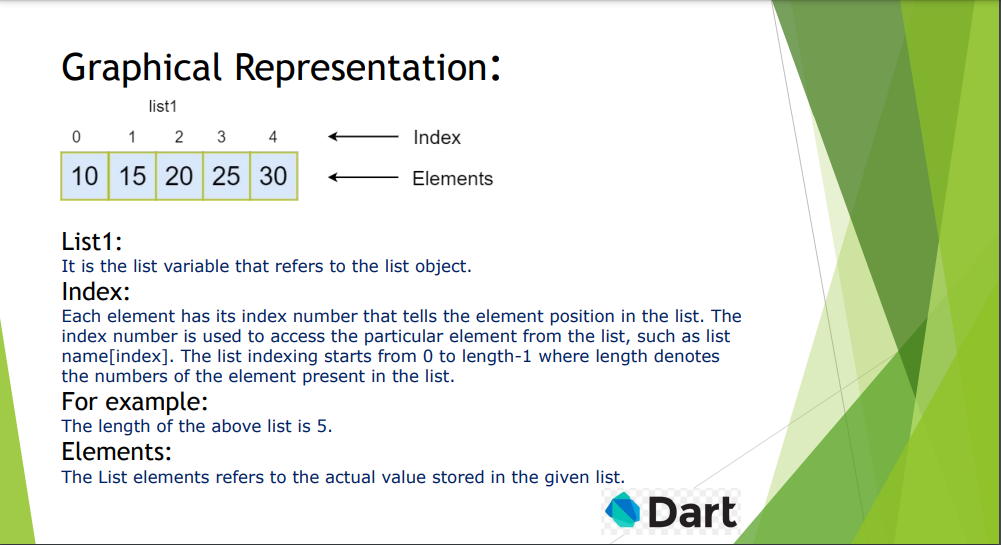 Graphical Representation:
list1
0 1 2 3 4 Index
10 15 20 25 30 Elements
List1:
It is the list variable that refers to the list object.
Index:
Each element has its index number that tells the element position in the list. The
index number is used to access the particular element from the list, such as list
name[index]. The list indexing starts from 0 to length-1 where length denotes
the numbers of the element present in the list.
For example:
The length of the above list is 5.
Elements:
The List elements refers to the actual value stored in the given list.
Dart